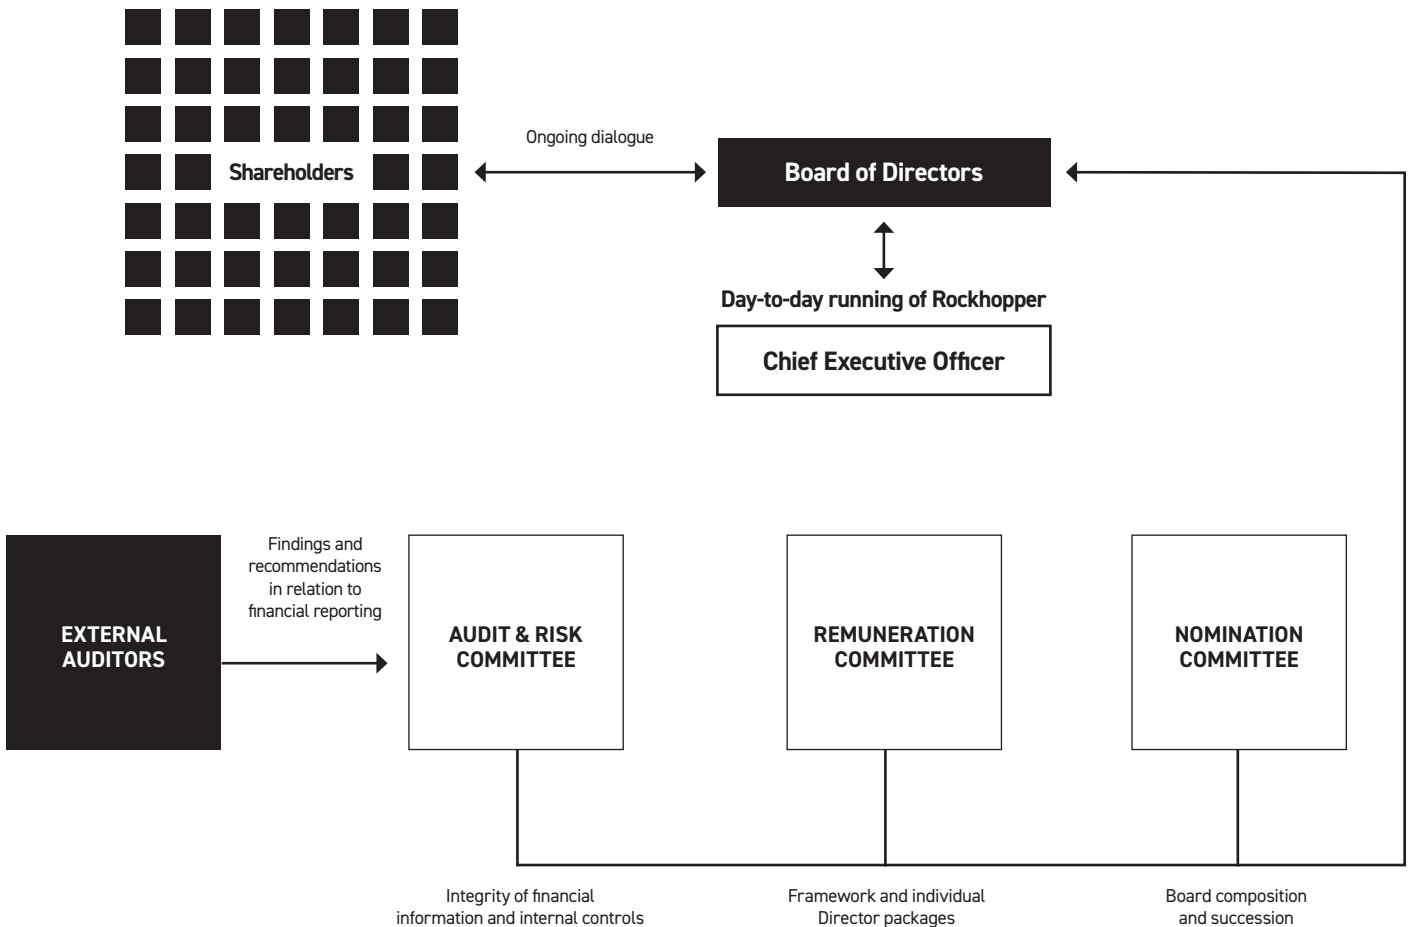 Ongoing dialogue
Shareholders
Board of Directors
Day-to-day running of Rockhopper
Chief Executive Officer
Findings and
recommendations
in relation to
financial reporting
EXTERNAL
AUDITORS
AUDIT & RISK
COMMITTEE
REMUNERATION
COMMITTEE
NOMINATION
COMMITTEE
Integrity of financial
information and internal controls
Framework and individual
Director packages
Board composition
and succession